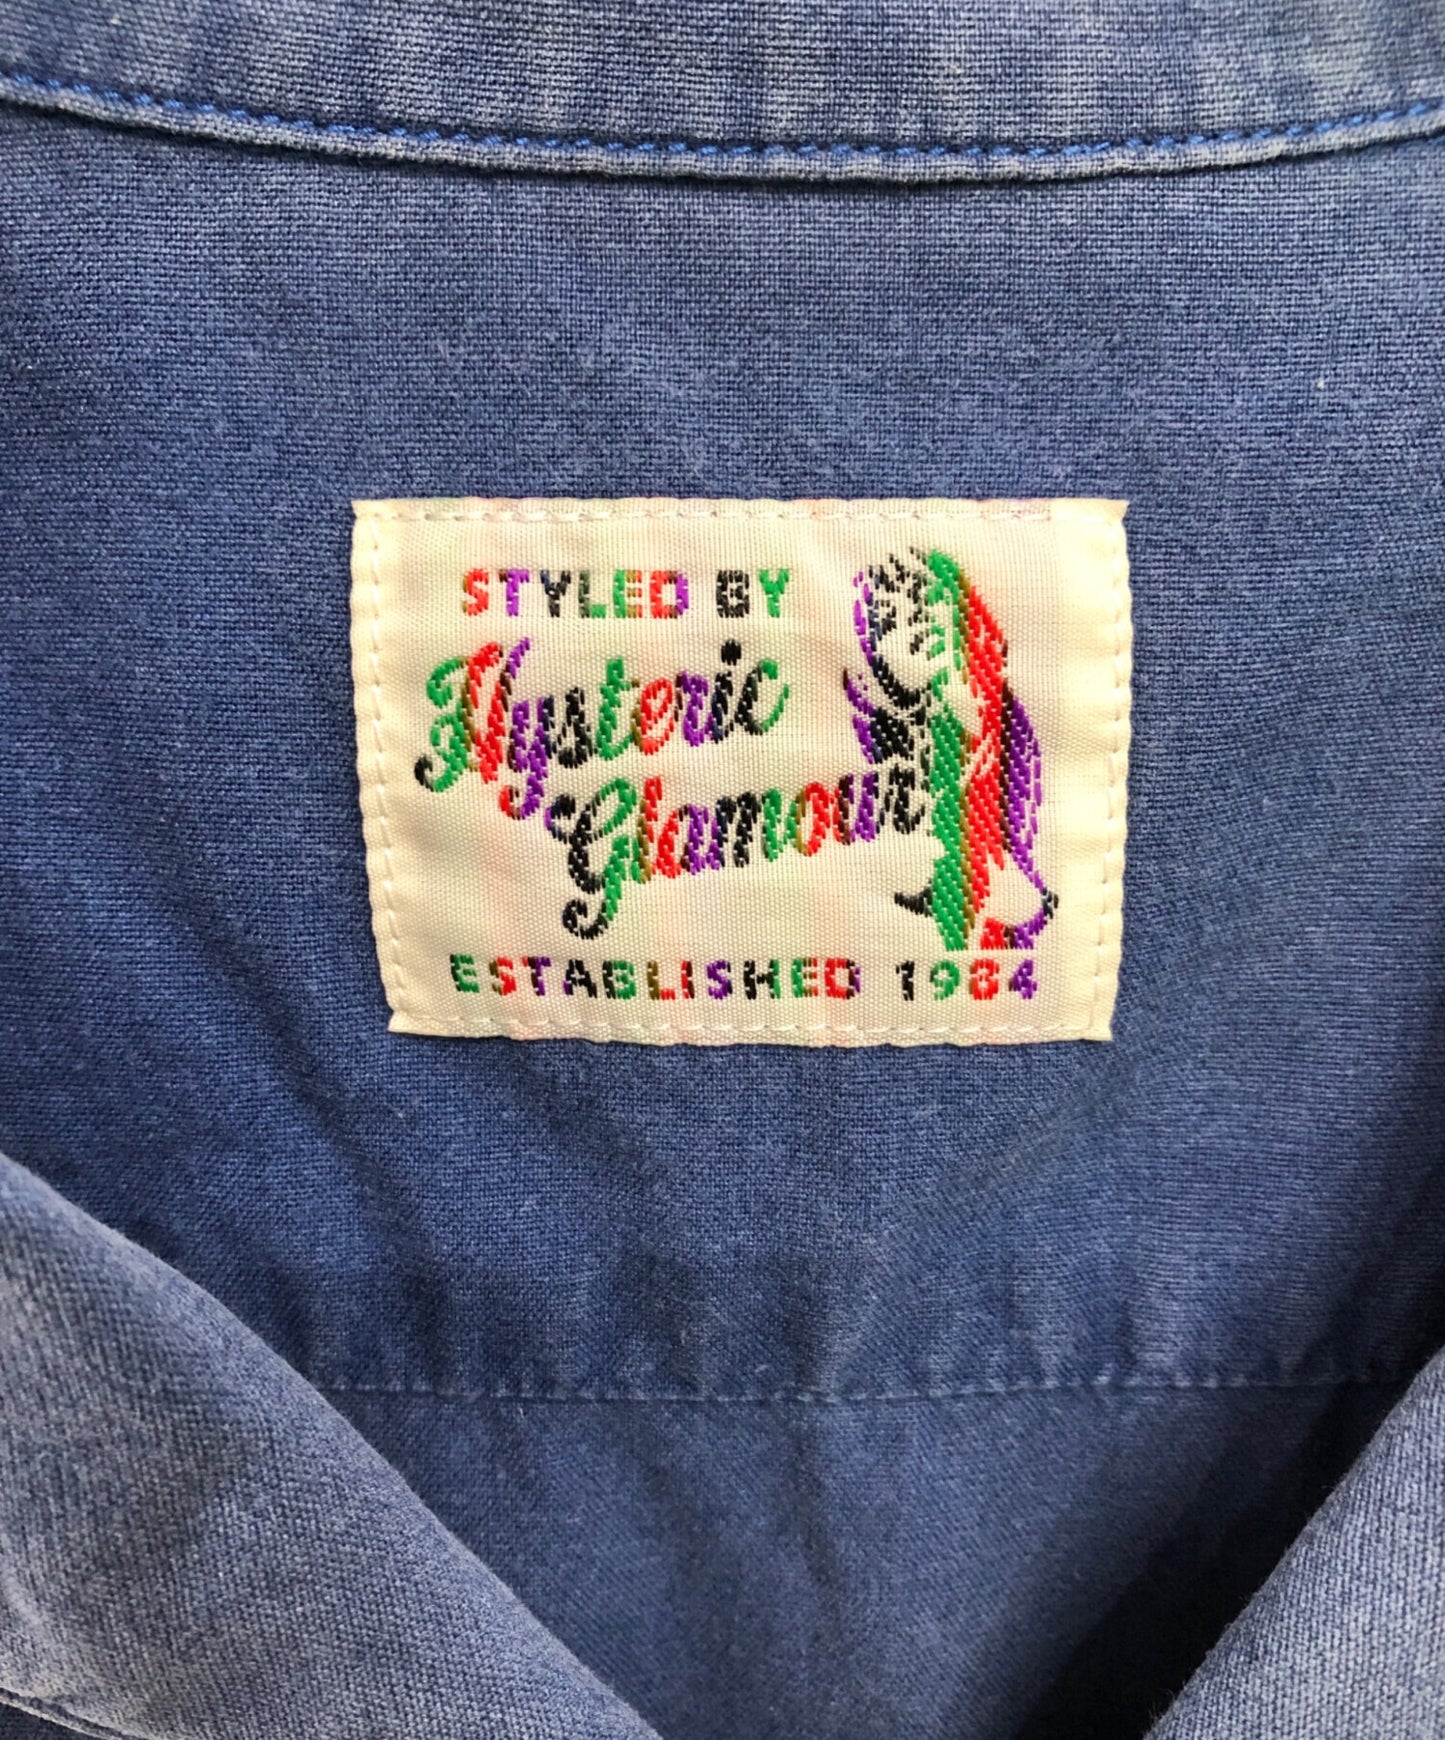 STYLED BY
Hysteric
Glamour
ESTABLISHED 1984